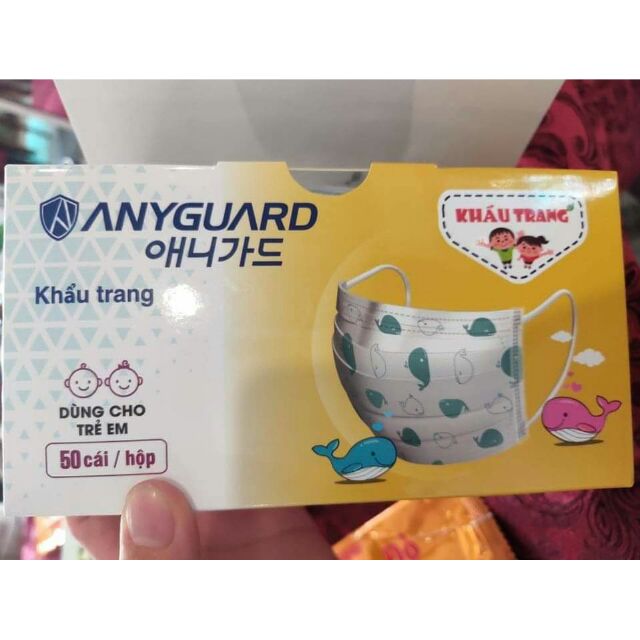 ANYGUARD
애니가드
Khẩu trang
DÙNG CHO
TRẺ EM
50 cái / hộp
KHẨU TRANG